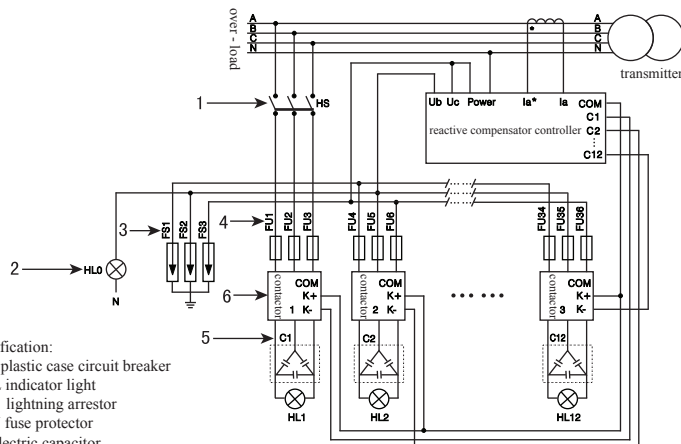 A
B
C
N
over - load
A
B
C
N
transmitter
1
HS
Ub Uc Power Ia* Ia COM
reactive compensator controller
C1
C2
C12
3
FS1
FS2
FS3
4
FU1
FU2
FU3
FU4
FU5
FU6
FU34
FU35
FU36
2
HL0
N
6
contactor
COM
K+
1 K-
contactor
COM
K+
2 K-
contactor
COM
K+
3 K-
5
C1
C2
C12
HL1
HL2
HL12
fication:
plastic case circuit breaker
indicator light
lightning arrestor
fuse protector
lectric capacitor